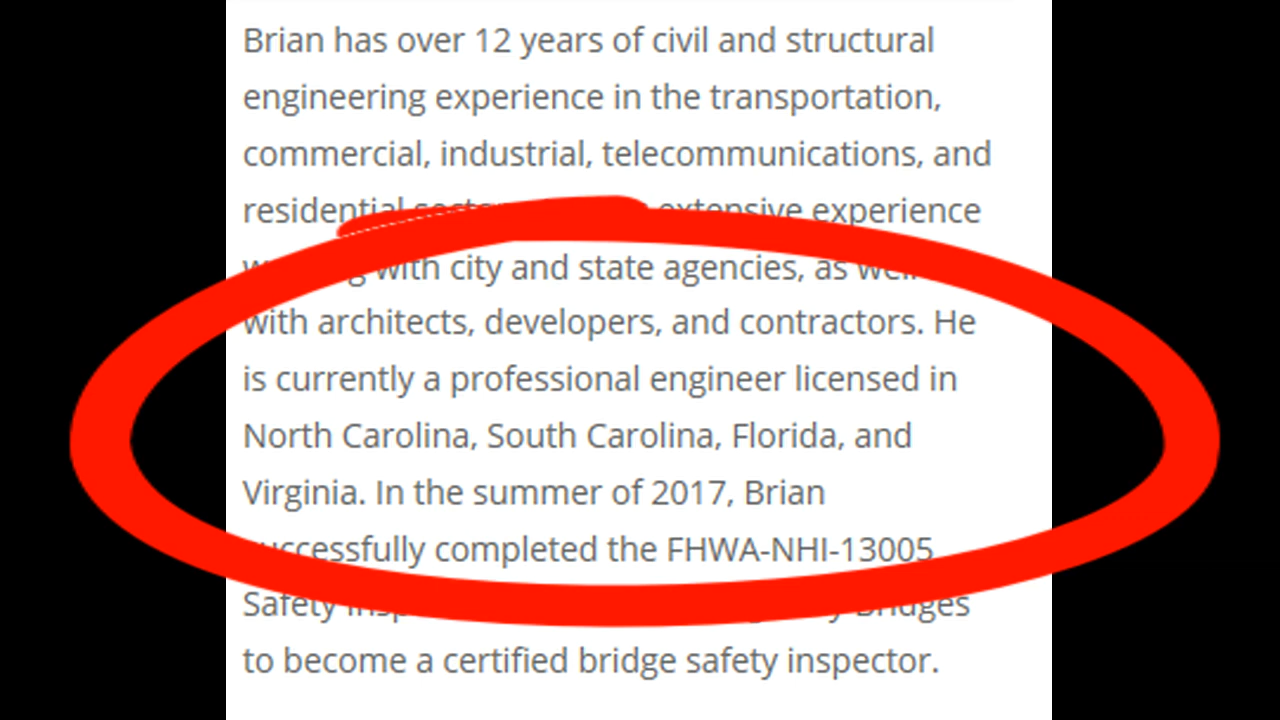 Brian has over 12 years of civil and structural
engineering experience in the transportation,
commercial, industrial, telecommunications, and
residential extensive experience
with city and state agencies, as well
with architects, developers, and contractors. He
is currently a professional engineer licensed in
North Carolina, South Carolina, Florida, and
Virginia. In the summer of 2017, Brian
successfully completed the FHWA-NHI-13005
Safety Bridges
to become a certified bridge safety inspector.